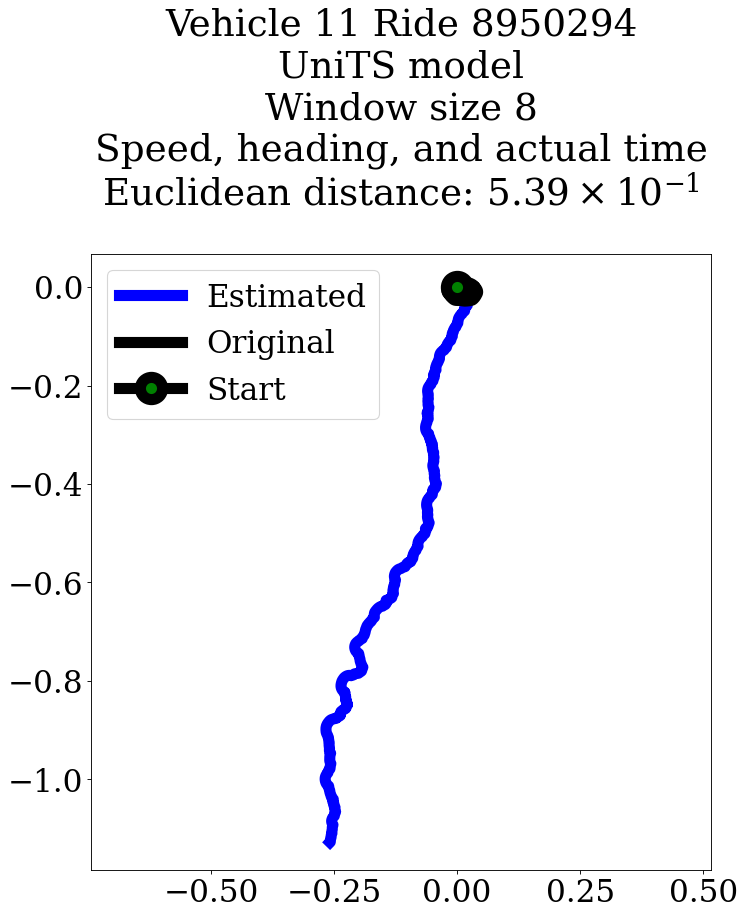 Vehicle 11 Ride 8950294
UniTS model
Window size 8
Speed, heading, and actual time
Euclidean distance: 5.39 × 10⁻¹
Estimated
Original
Start
0.0
−0.2
−0.4
−0.6
−0.8
−1.0
−0.50 −0.25 0.00 0.25 0.50